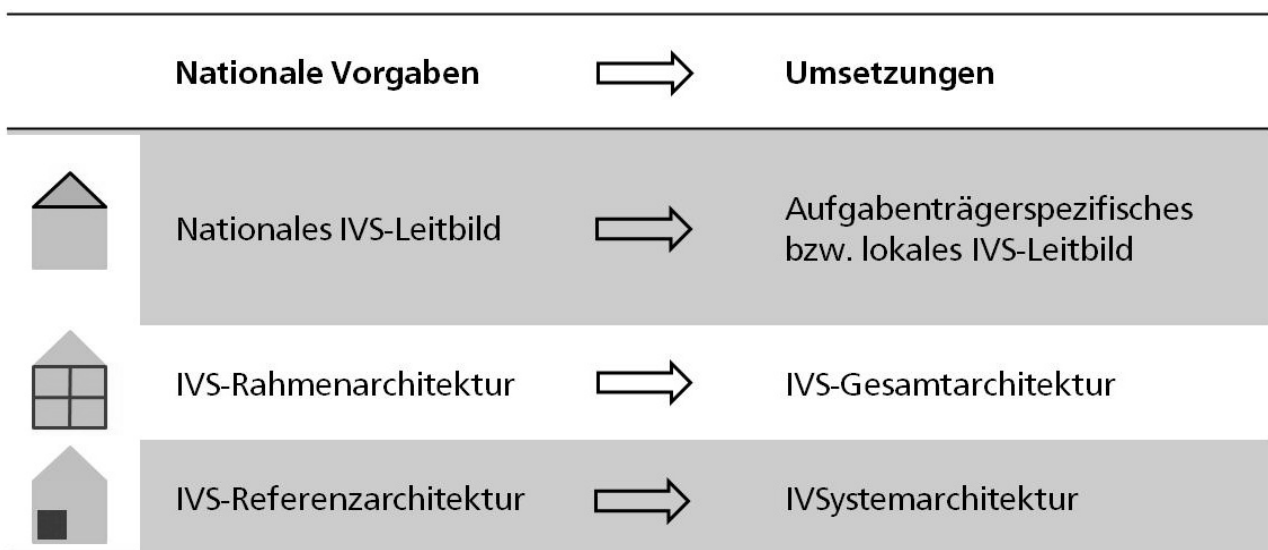 Nationale Vorgaben Umsetzungen
Nationales IVS-Leitbild Aufgabenträgerspezifisches
bzw. lokales IVS-Leitbild
IVS-Rahmenarchitektur IVS-Gesamtarchitektur
IVS-Referenzarchitektur IVSystemarchitektur